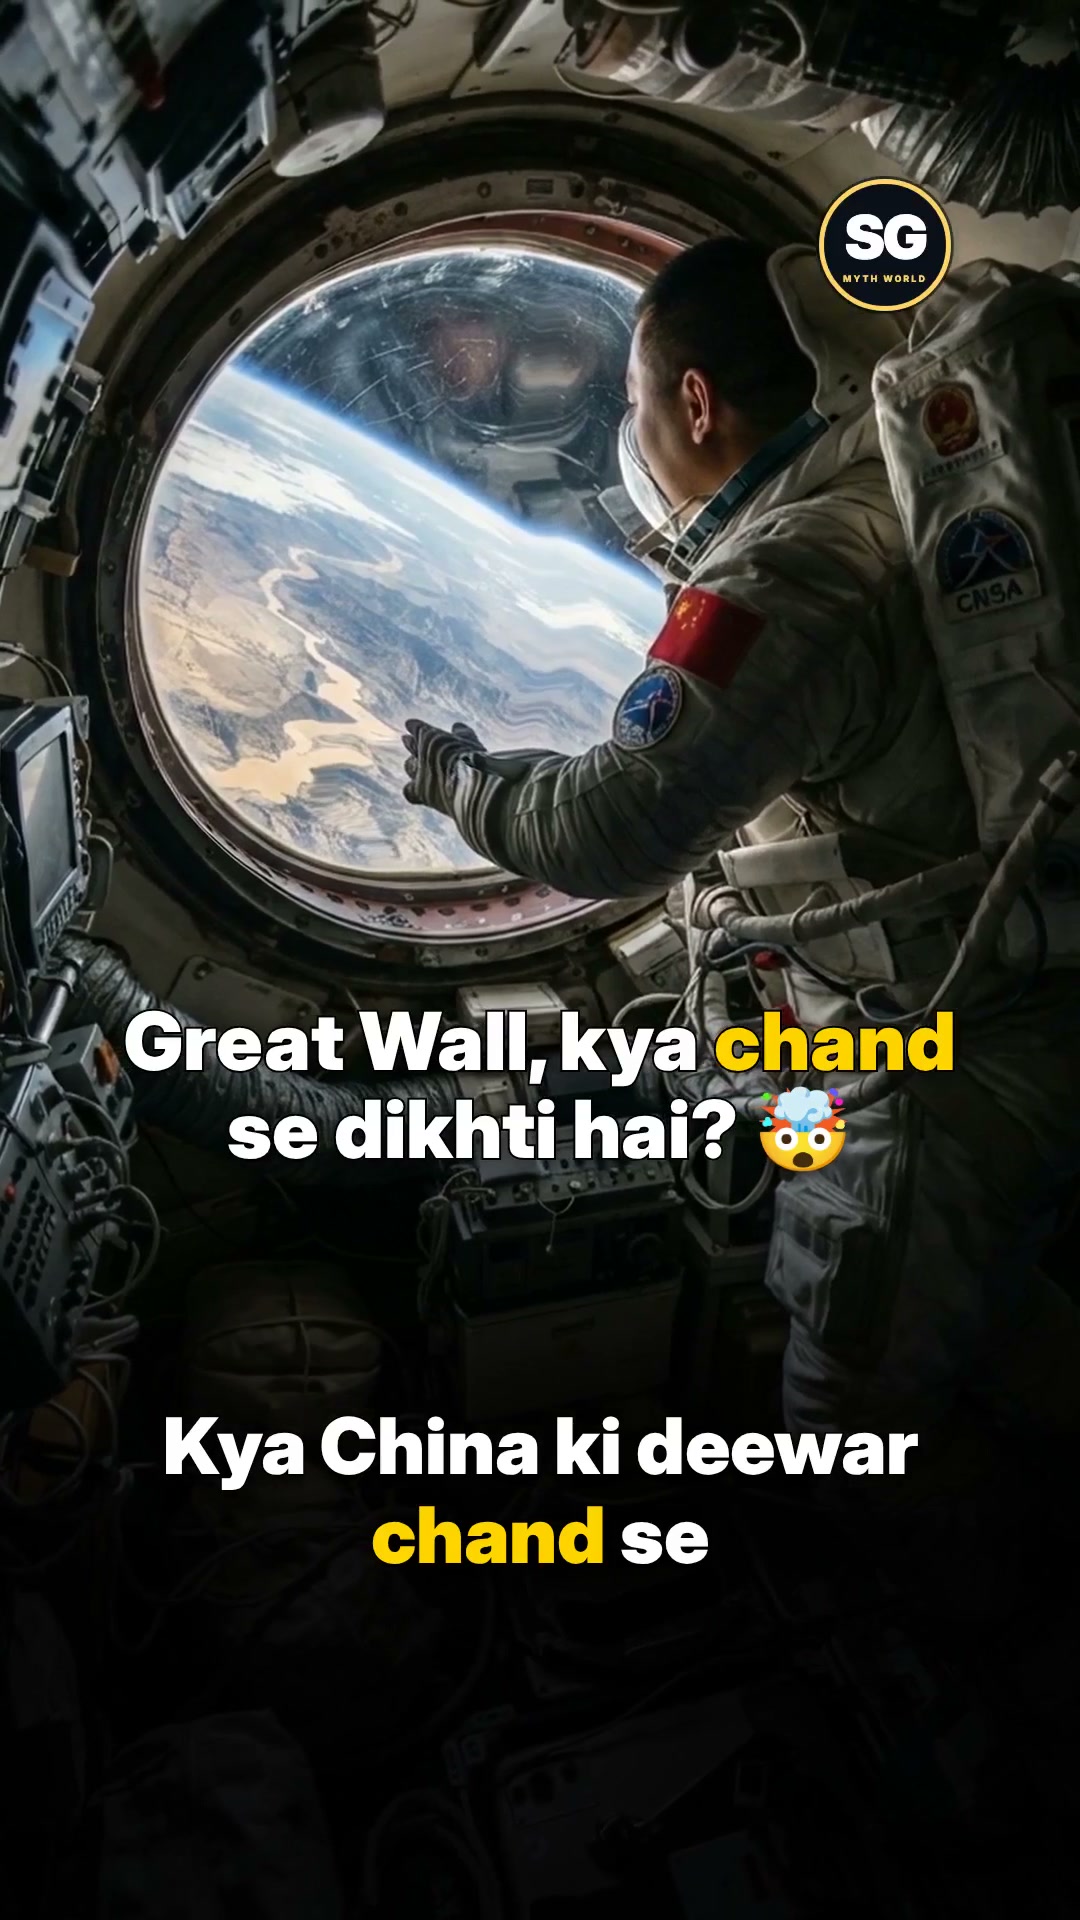 SG
MYTH WORLD
CNSA
Great Wall, kya chand
se dikhti hai? 🤯
Kya China ki deewar
chand se